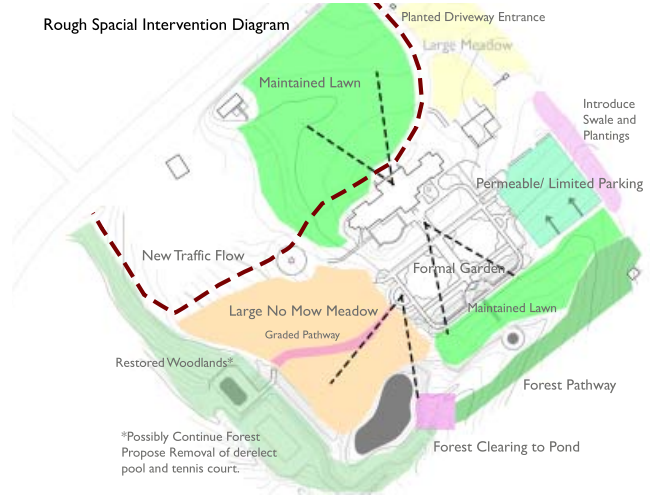 Rough Spacial Intervention Diagram
Planted Driveway Entrance
Large Meadow
Maintained Lawn
Introduce
Swale and
Plantings
Permeable/ Limited Parking
New Traffic Flow
Formal Garden
Large No Mow Meadow
Maintained Lawn
Graded Pathway
Restored Woodlands*
Forest Pathway
*Possibly Continue Forest
Propose Removal of derelect
pool and tennis court.
Forest Clearing to Pond